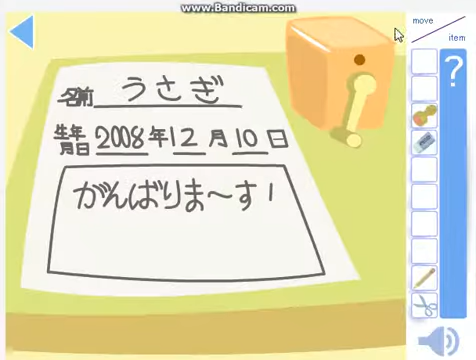 www.Bandicam.com
move
item
?
名前 うさぎ
生年月日 2008年12月10日
がんばりま～す！